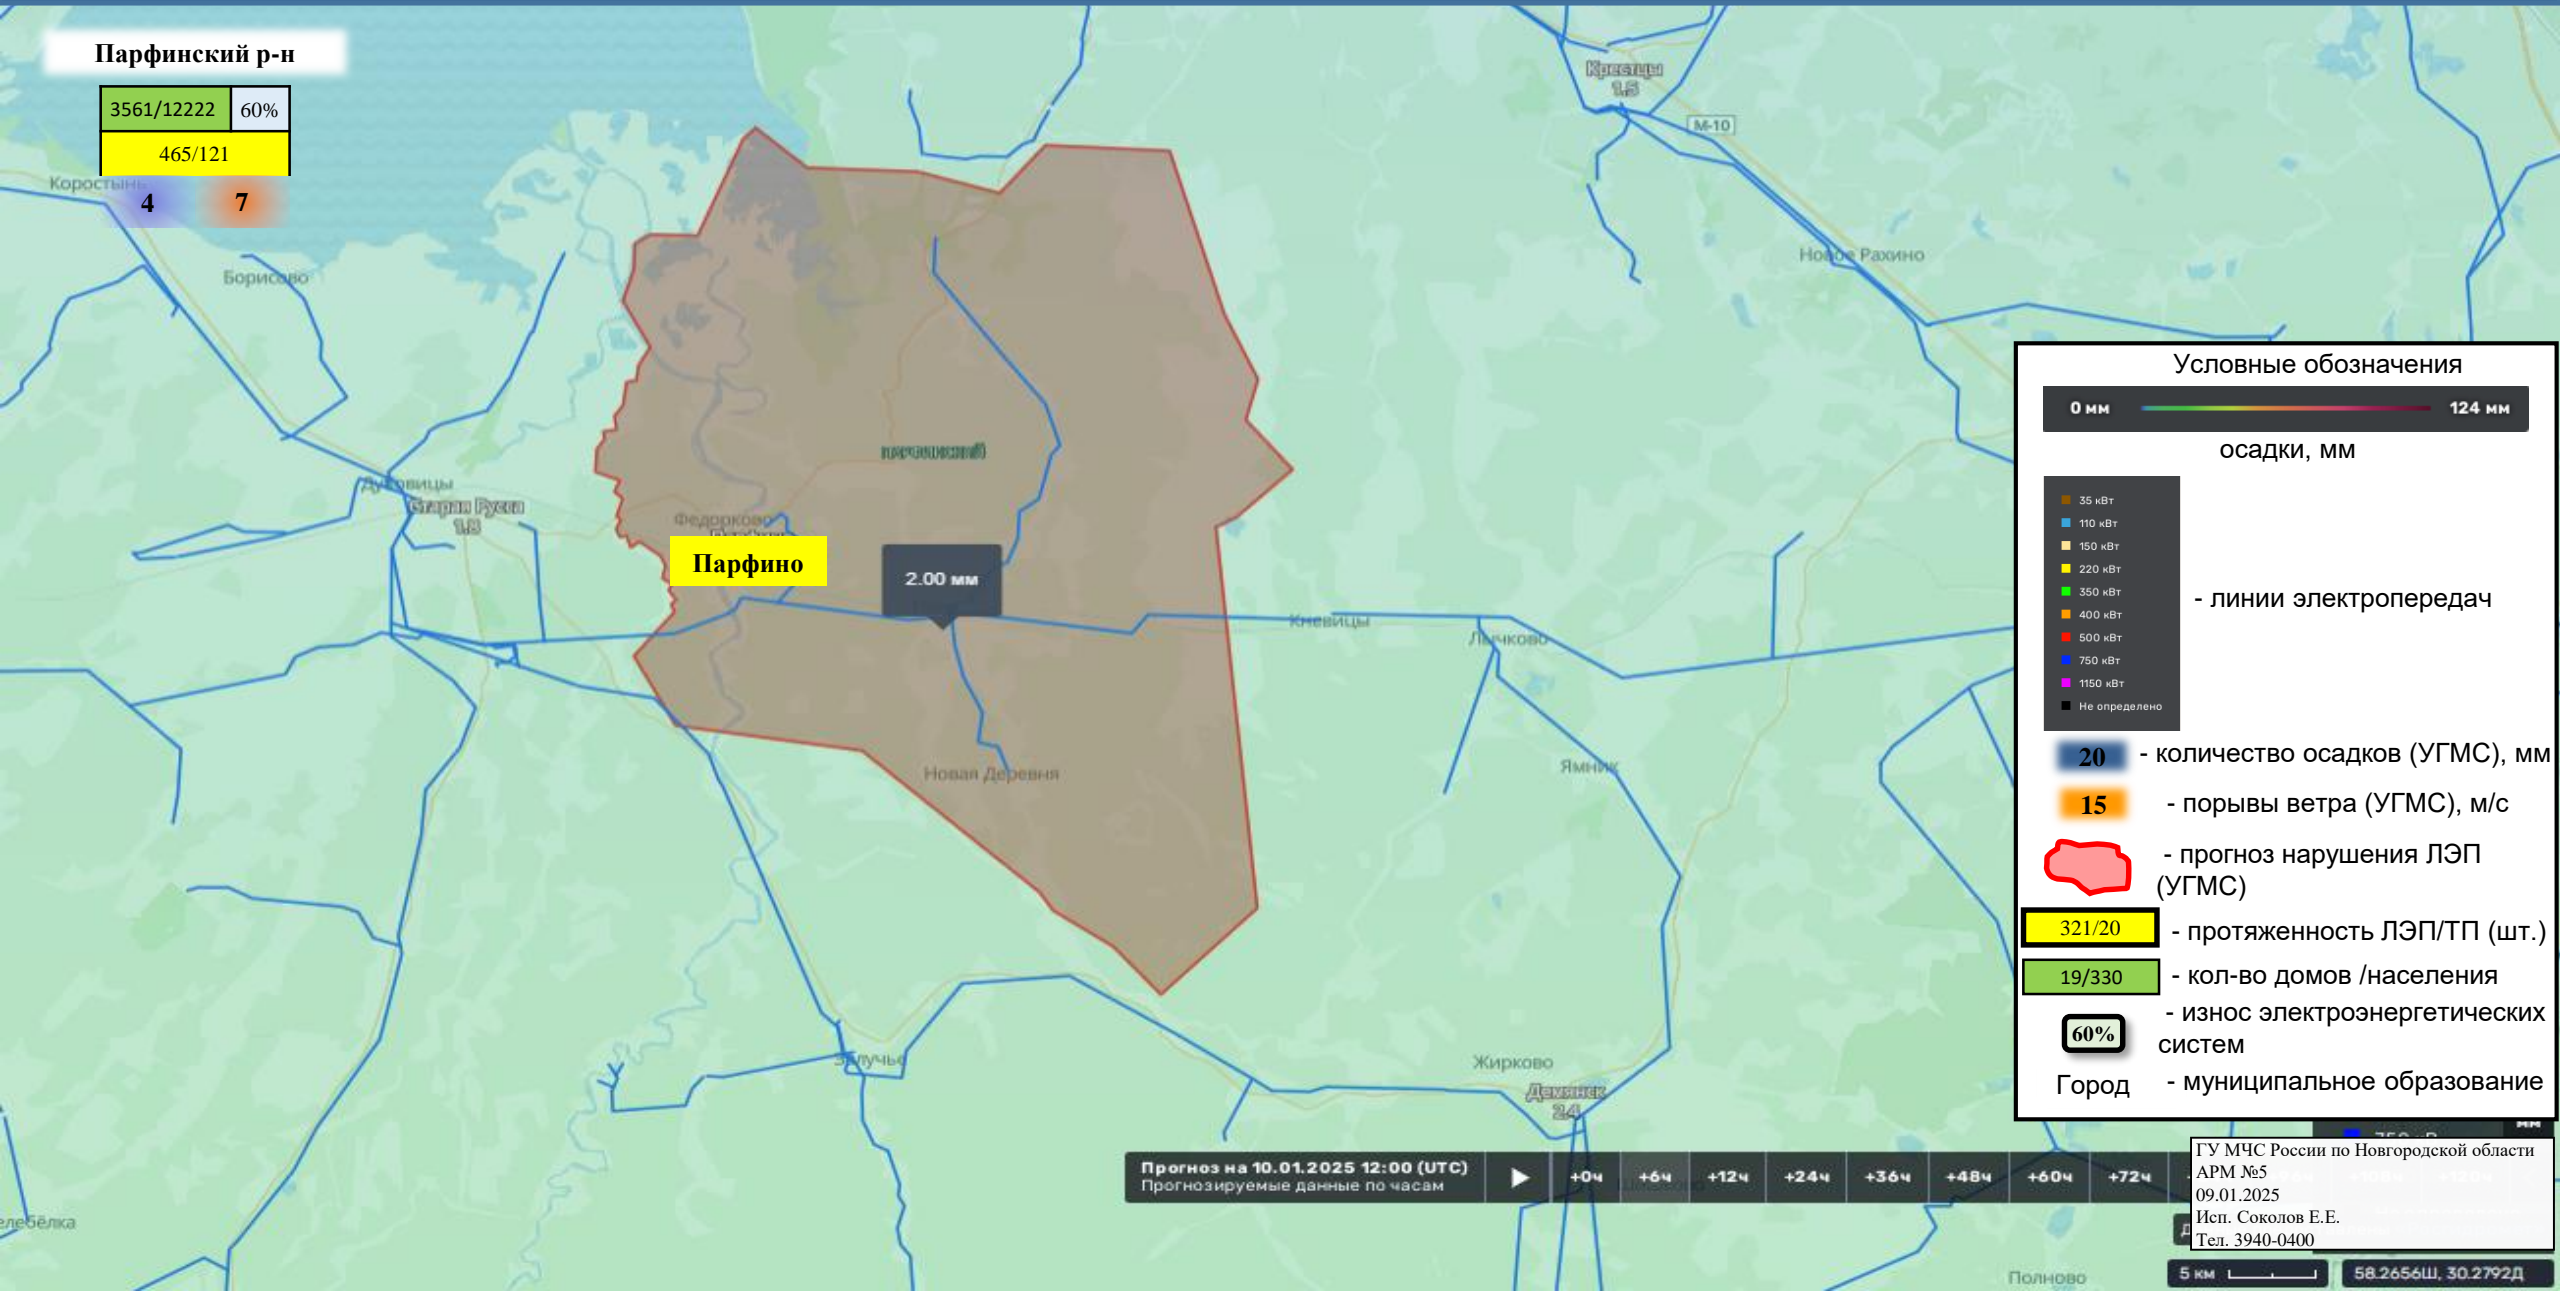 Парфинский р-н
3561/12222 60%
465/121
4 7
Коростынь
Борисово
Крестцы
1.5
М-10
Новое Рахино
Дубовицы
Старая Русса
1.8
Федорково
Парфино
2.00 мм
Кневицы
Лычково
Новая Деревня
Ямник
Залучье
Жирково
Демянск
2.4
Полново
Условные обозначения
0 мм 124 мм
осадки, мм
35 кВт
110 кВт
150 кВт
220 кВт
350 кВт
400 кВт
500 кВт
750 кВт
1150 кВт
Не определено
- линии электропередач
20 - количество осадков (УГМС), мм
15 - порывы ветра (УГМС), м/с
- прогноз нарушения ЛЭП
(УГМС)
321/20 - протяженность ЛЭП/ТП (шт.)
19/330 - кол-во домов /населения
60% - износ электроэнергетических
систем
Город - муниципальное образование
мм
Прогноз на 10.01.2025 12:00 (UTC)
Прогнозируемые данные по часам
+0ч +6ч +12ч +24ч +36ч +48ч +60ч +72ч
ГУ МЧС России по Новгородской области
АРМ №5
09.01.2025
Исп. Соколов Е.Е.
Тел. 3940-0400
5 км
58.2656Ш, 30.2792Д